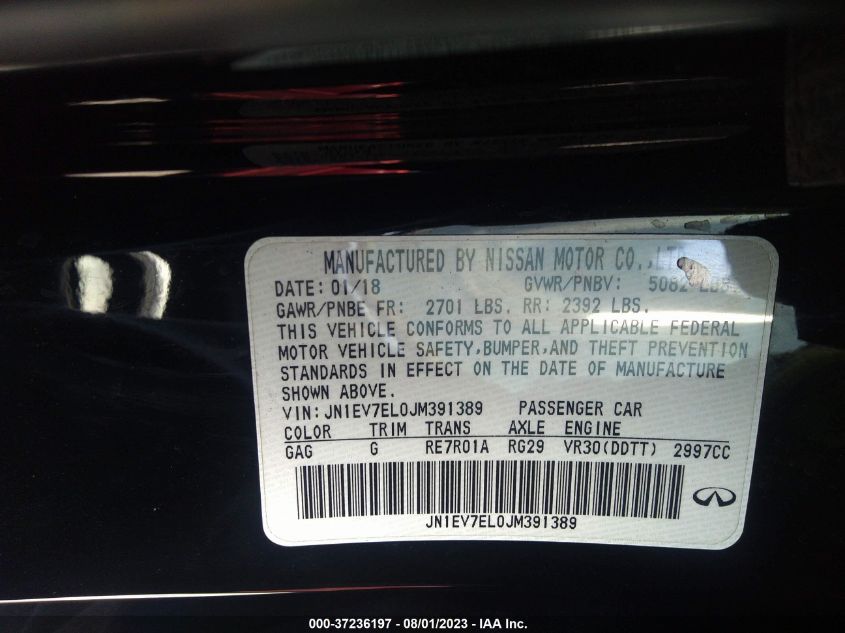 MANUFACTURED BY NISSAN MOTOR CO.,LT
DATE: 01/18 GVWR/PNBV: 5082 LBS
GAWR/PNBE FR: 2701 LBS. RR: 2392 LBS.
THIS VEHICLE CONFORMS TO ALL APPLICABLE FEDERAL
MOTOR VEHICLE SAFETY,BUMPER,AND THEFT PREVENTION
STANDARDS IN EFFECT ON THE DATE OF MANUFACTURE
SHOWN ABOVE.
VIN:JN1EV7EL0JM391389 PASSENGER CAR
COLOR TRIM TRANS AXLE ENGINE
GAG G RE7R01A RG29 VR30(DDTT) 2997CC
JN1EV7EL0JM391389
000-37236197 - 08/01/2023 - IAA Inc.